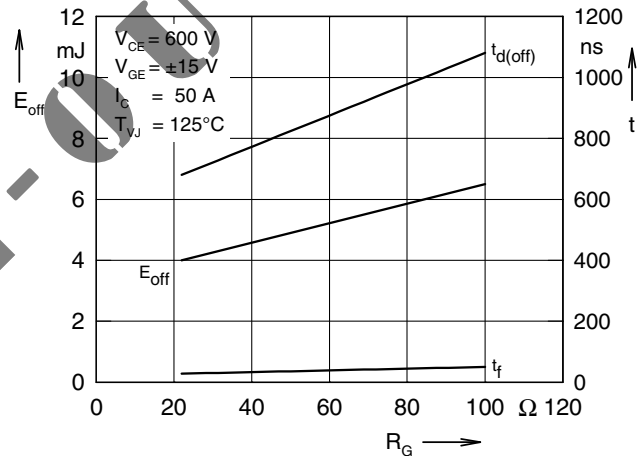 12
1200
V_CE = 600 V
mJ
t_d(off)
ns
V_GE = ±15 V
10
1000
E_off
I_C = 50 A
T_VJ = 125°C
t
8
800
6
600
4
400
E_off
2
200
t_f
0
0
0 20 40 60 80 100 Ω 120
R_G